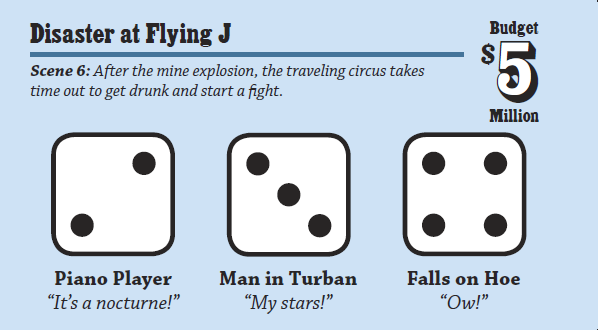 Disaster at Flying J
Budget
$5
Million
Scene 6: After the mine explosion, the traveling circus takes
time out to get drunk and start a fight.
Piano Player
"It's a nocturne!"
Man in Turban
"My stars!"
Falls on Hoe
"Ow!"